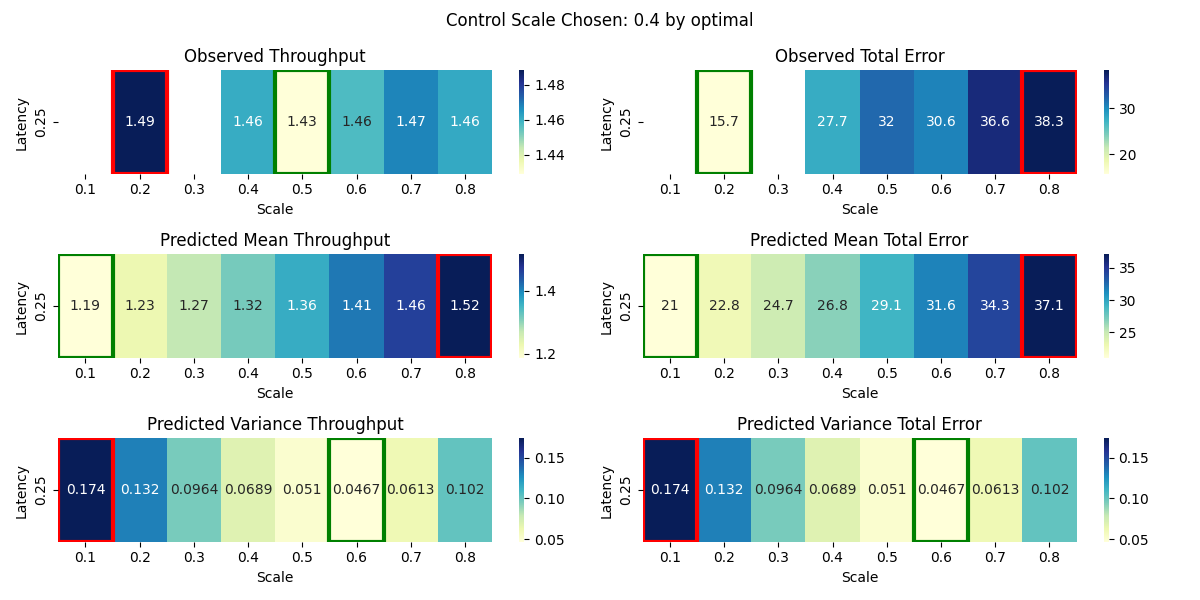 Control Scale Chosen: 0.4 by optimal
Observed Throughput
Latency
0.25
1.49 1.46 1.43 1.46 1.47 1.46
0.1 0.2 0.3 0.4 0.5 0.6 0.7 0.8
Scale
1.48
1.46
1.44
Observed Total Error
Latency
0.25
15.7 27.7 32 30.6 36.6 38.3
0.1 0.2 0.3 0.4 0.5 0.6 0.7 0.8
Scale
30
20
Predicted Mean Throughput
Latency
0.25
1.19 1.23 1.27 1.32 1.36 1.41 1.46 1.52
0.1 0.2 0.3 0.4 0.5 0.6 0.7 0.8
Scale
1.4
1.2
Predicted Mean Total Error
Latency
0.25
21 22.8 24.7 26.8 29.1 31.6 34.3 37.1
0.1 0.2 0.3 0.4 0.5 0.6 0.7 0.8
Scale
35
30
25
Predicted Variance Throughput
Latency
0.25
0.174 0.132 0.0964 0.0689 0.051 0.0467 0.0613 0.102
0.1 0.2 0.3 0.4 0.5 0.6 0.7 0.8
Scale
0.15
0.10
0.05
Predicted Variance Total Error
Latency
0.25
0.174 0.132 0.0964 0.0689 0.051 0.0467 0.0613 0.102
0.1 0.2 0.3 0.4 0.5 0.6 0.7 0.8
Scale
0.15
0.10
0.05